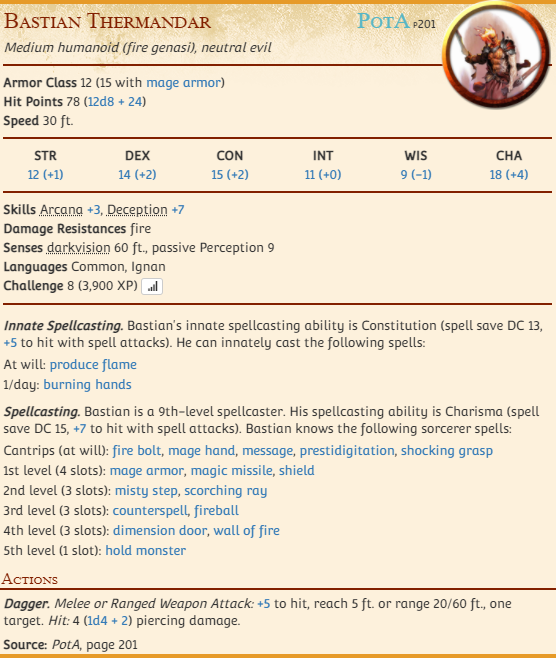 Bastian Thermandar PotA p201
Medium humanoid (fire genasi), neutral evil
Armor Class 12 (15 with mage armor)
Hit Points 78 (12d8 + 24)
Speed 30 ft.
STR DEX CON INT WIS CHA
12 (+1) 14 (+2) 15 (+2) 11 (+0) 9 (−1) 18 (+4)
Skills Arcana +3, Deception +7
Damage Resistances fire
Senses darkvision 60 ft., passive Perception 9
Languages Common, Ignan
Challenge 8 (3,900 XP)
Innate Spellcasting. Bastian's innate spellcasting ability is Constitution (spell save DC 13,
+5 to hit with spell attacks). He can innately cast the following spells:
At will: produce flame
1/day: burning hands
Spellcasting. Bastian is a 9th-level spellcaster. His spellcasting ability is Charisma (spell
save DC 15, +7 to hit with spell attacks). Bastian knows the following sorcerer spells:
Cantrips (at will): fire bolt, mage hand, message, prestidigitation, shocking grasp
1st level (4 slots): mage armor, magic missile, shield
2nd level (3 slots): misty step, scorching ray
3rd level (3 slots): counterspell, fireball
4th level (3 slots): dimension door, wall of fire
5th level (1 slot): hold monster
Actions
Dagger. Melee or Ranged Weapon Attack: +5 to hit, reach 5 ft. or range 20/60 ft., one
target. Hit: 4 (1d4 + 2) piercing damage.
Source: PotA, page 201